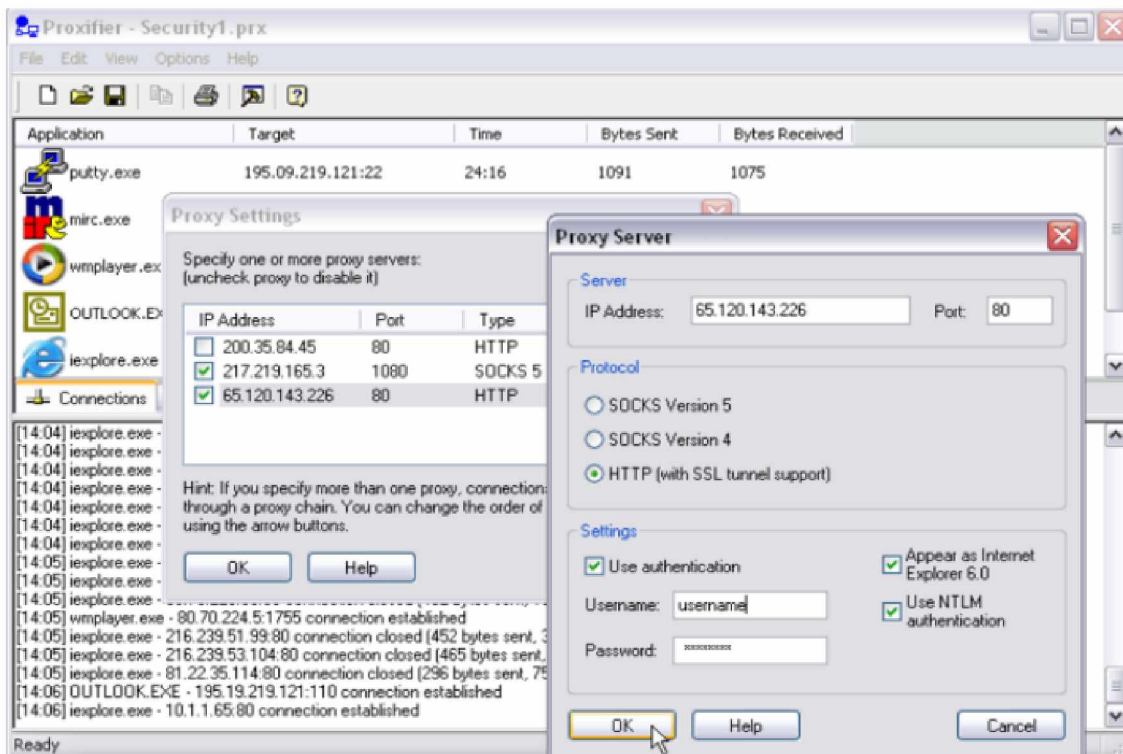 Proxifier - Security1.prx
File Edit View Options Help
Application Target Time Bytes Sent Bytes Received
putty.exe 195.09.219.121:22 24:16 1091 1075
mirc.exe
wmplayer.ex
OUTLOOK.EX
iexplore.exe
Connections
Proxy Settings
Specify one or more proxy servers:
(uncheck proxy to disable it)
IP Address Port Type
200.35.84.45 80 HTTP
217.219.165.3 1080 SOCKS 5
65.120.143.226 80 HTTP
Hint: If you specify more than one proxy, connection
through a proxy chain. You can change the order of
using the arrow buttons.
OK Help
Proxy Server
Server
IP Address: 65.120.143.226 Port: 80
Protocol
SOCKS Version 5
SOCKS Version 4
HTTP (with SSL tunnel support)
Settings
Use authentication
Username: username
Password: ********
Appear as Internet
Explorer 6.0
Use NTLM
authentication
OK Help Cancel
[14:04] iexplore.exe -
[14:04] iexplore.exe -
[14:04] iexplore.exe -
[14:04] iexplore.exe -
[14:04] iexplore.exe -
[14:04] iexplore.exe -
[14:04] iexplore.exe -
[14:05] iexplore.exe -
[14:05] iexplore.exe -
[14:05] iexplore.exe -
[14:05] wmplayer.exe - 80.70.224.5:1755 connection established
[14:05] iexplore.exe - 216.239.51.99:80 connection closed (452 bytes sent, 3
[14:05] iexplore.exe - 216.239.53.104:80 connection closed (465 bytes sent,
[14:05] iexplore.exe - 81.22.35.114:80 connection closed (296 bytes sent, 75
[14:06] OUTLOOK.EXE - 195.19.219.121:110 connection established
[14:06] iexplore.exe - 10.1.1.65:80 connection established
Ready